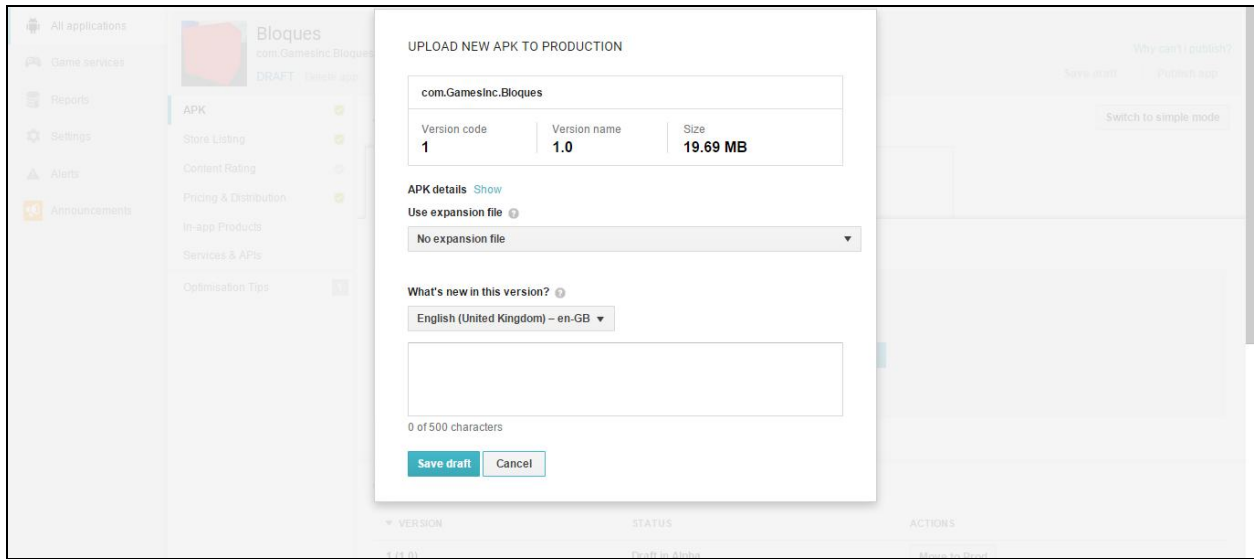 All applications
Game services
Reports
Settings
Alerts
Announcements
Bloques
com.GamesInc.Bloques
DRAFT Delete app
APK
Store Listing
Content Rating
Pricing & Distribution
In-app Products
Services & APIs
Optimisation Tips
UPLOAD NEW APK TO PRODUCTION
com.GamesInc.Bloques
Version code Version name Size
1 1.0 19.69 MB
APK details Show
Use expansion file
No expansion file
What's new in this version?
English (United Kingdom) – en-GB
0 of 500 characters
Save draft Cancel
Why can't I publish?
Save draft Publish app
Switch to simple mode
VERSION STATUS ACTIONS
1 (1.0) Draft in Alpha Move to Prod